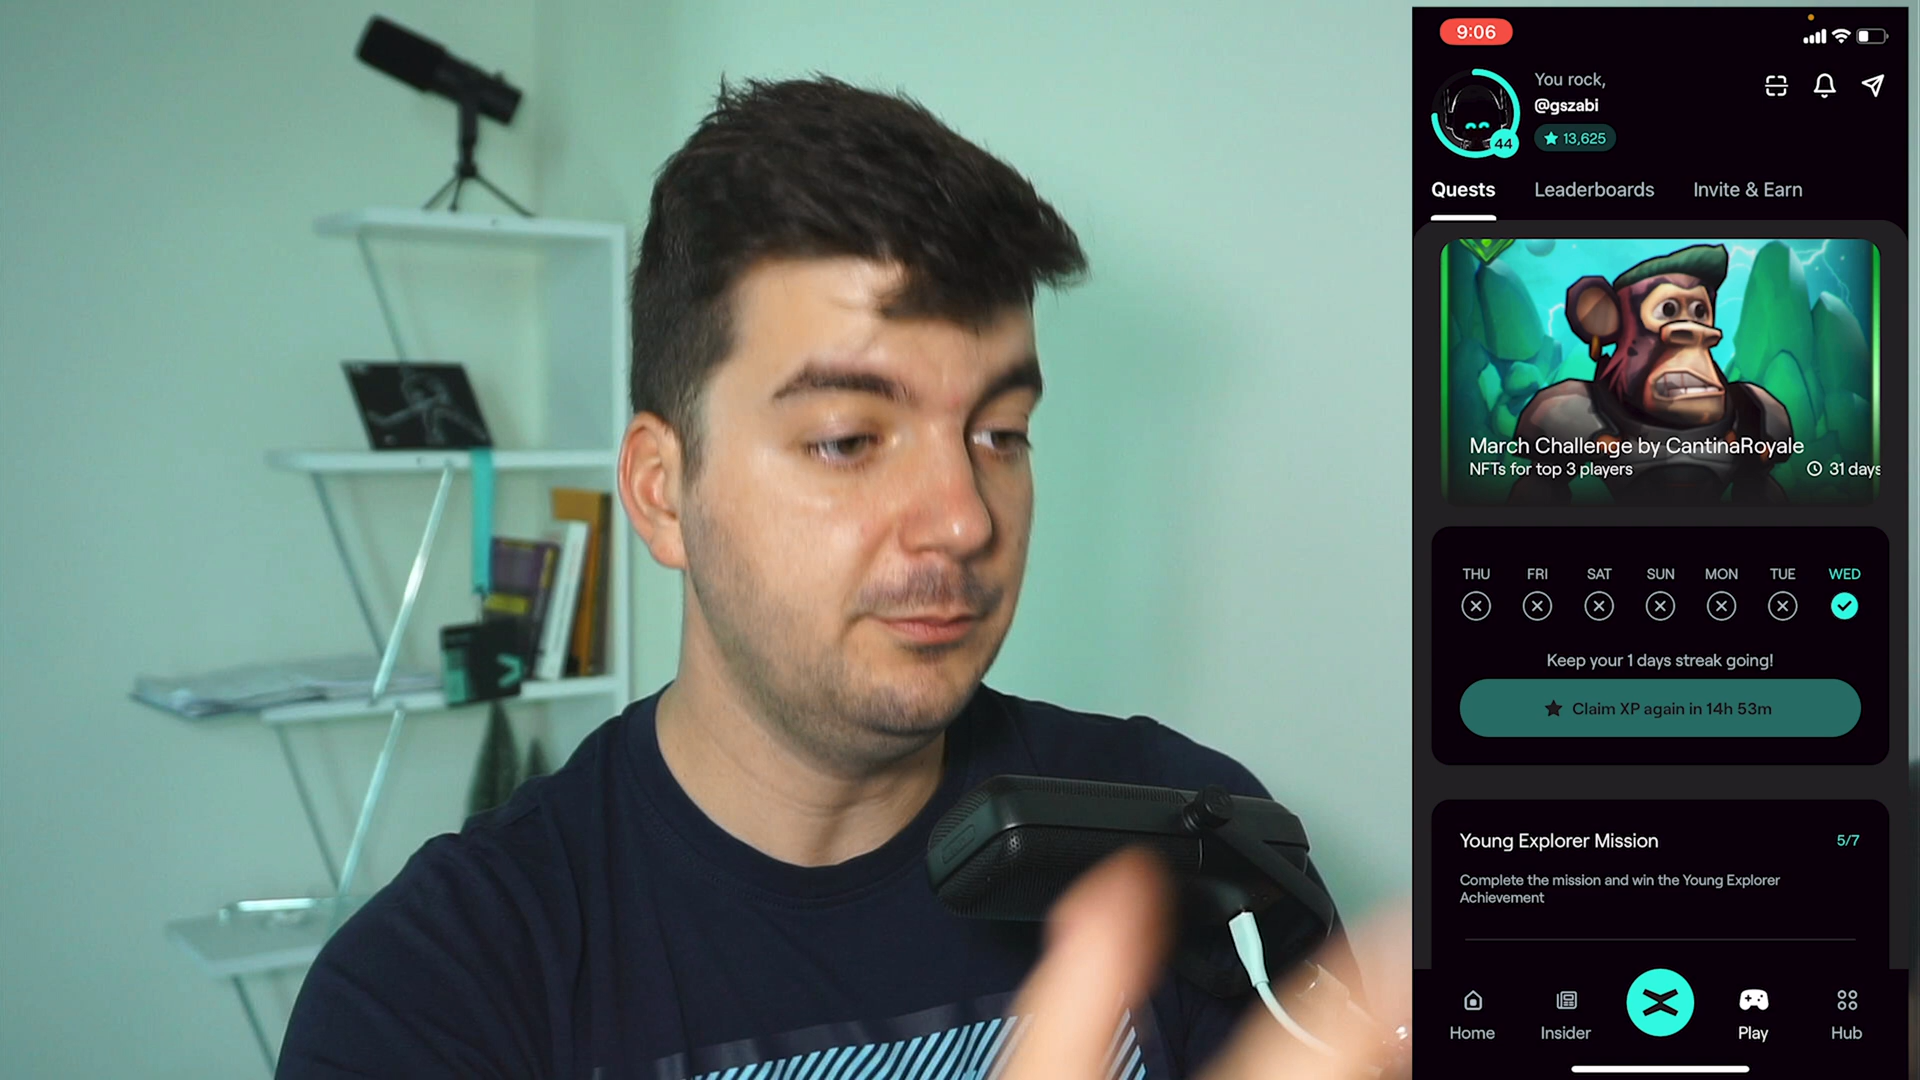 9:06
You rock,
@gszabi
44
13,625
Quests
Leaderboards
Invite & Earn
March Challenge by CantinaRoyale
NFTs for top 3 players
31 days
THU FRI SAT SUN MON TUE WED
Keep your 1 days streak going!
Claim XP again in 14h 53m
Young Explorer Mission
5/7
Complete the mission and win the Young Explorer
Achievement
Home
Insider
Play
Hub